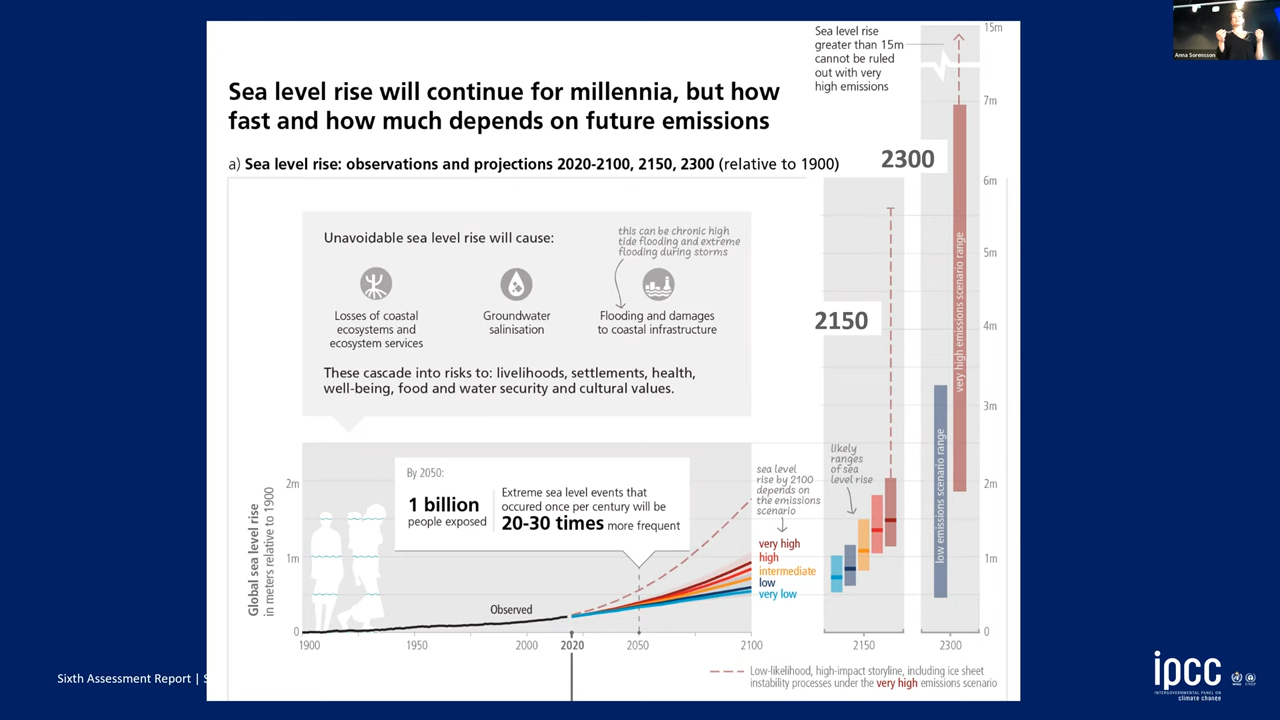 Sea level rise
greater than 15m
cannot be ruled
out with very
high emissions
15m
Anna Sorensson
Sea level rise will continue for millennia, but how
fast and how much depends on future emissions
7m
a) Sea level rise: observations and projections 2020-2100, 2150, 2300 (relative to 1900)
2300
6m
Unavoidable sea level rise will cause:
this can be chronic high
tide flooding and extreme
flooding during storms
Losses of coastal
ecosystems and
ecosystem services
Groundwater
salinisation
Flooding and damages
to coastal infrastructure
These cascade into risks to: livelihoods, settlements, health,
well-being, food and water security and cultural values.
2150
5m
4m
3m
2m
1m
0
very high emissions scenario range
low emissions scenario range
likely
ranges
of sea
level rise
sea level
rise by 2100
depends on
the emissions
scenario
Global sea level rise
in meters relative to 1900
2m
1m
0
By 2050:
1 billion
people exposed
Extreme sea level events that
occured once per century will be
20-30 times more frequent
very high
high
intermediate
low
very low
Observed
1900
1950
2000
2020
2050
2100
2150
2300
Low-likelihood, high-impact storyline, including ice sheet
instability processes under the very high emissions scenario
Sixth Assessment Report | S
ipcc
INTERGOVERNMENTAL PANEL ON
climate change